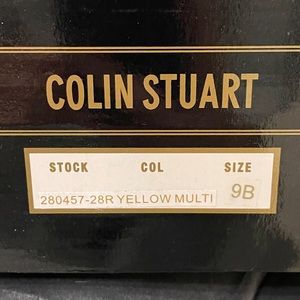 COLIN STUART
STOCK COL SIZE
280457-28R YELLOW MULTI 9B